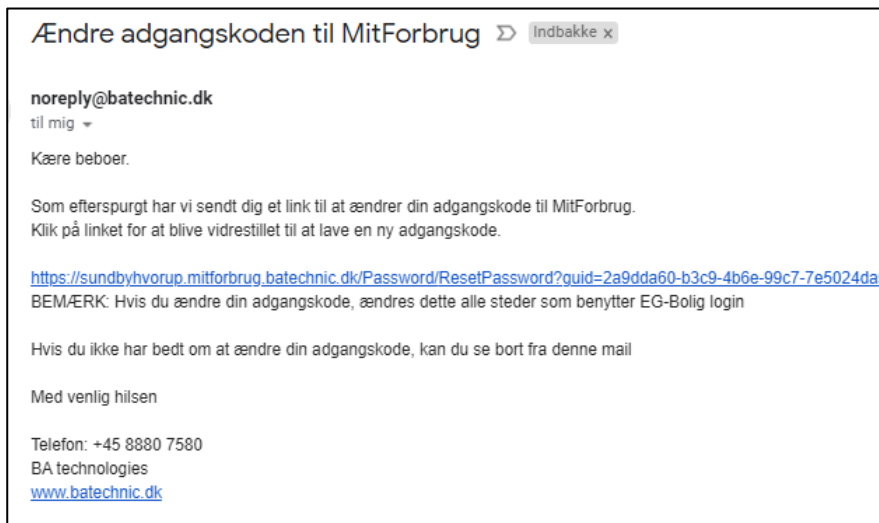 Ændre adgangskoden til MitForbrug Indbakke x
noreply@batechnic.dk
til mig
Kære beboer.
Som efterspurgt har vi sendt dig et link til at ændrer din adgangskode til MitForbrug.
Klik på linket for at blive vidrestillet til at lave en ny adgangskode.
https://sundbyhvorup.mitforbrug.batechnic.dk/Password/ResetPassword?guid=2a9dda60-b3c9-4b6e-99c7-7e5024da
BEMÆRK: Hvis du ændre din adgangskode, ændres dette alle steder som benytter EG-Bolig login
Hvis du ikke har bedt om at ændre din adgangskode, kan du se bort fra denne mail
Med venlig hilsen
Telefon: +45 8880 7580
BA technologies
www.batechnic.dk